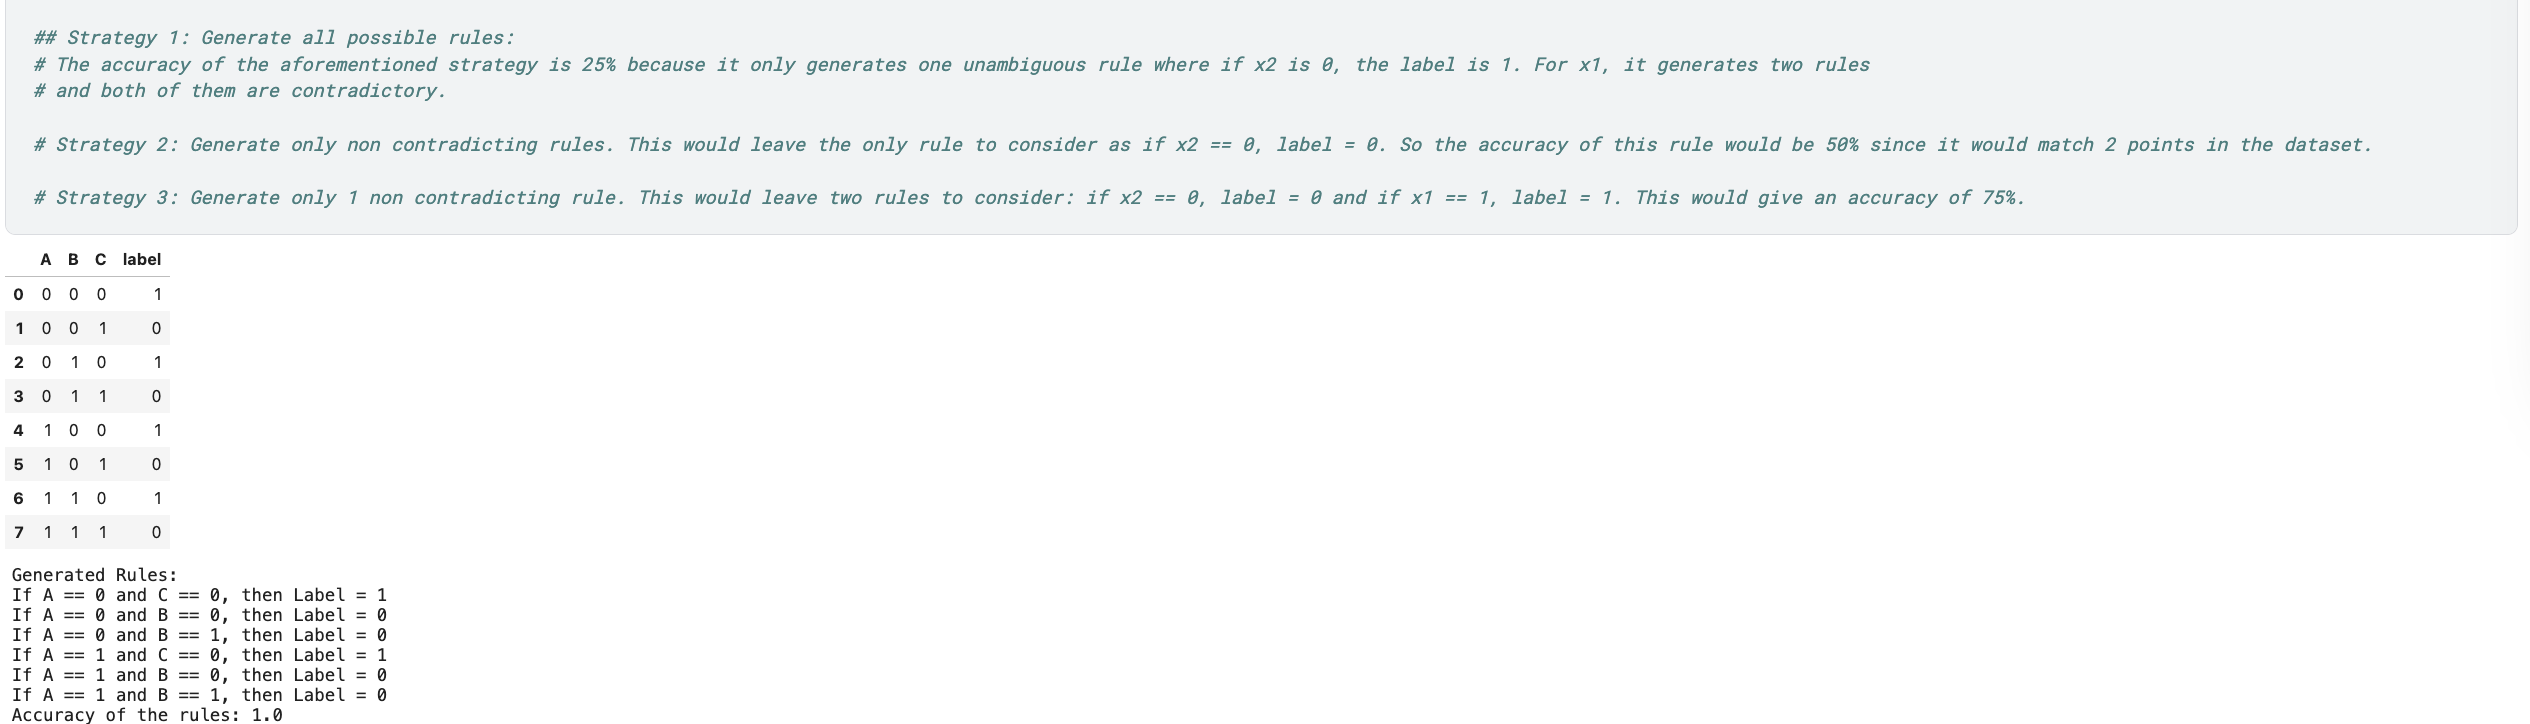 ## Strategy 1: Generate all possible rules:
# The accuracy of the aforementioned strategy is 25% because it only generates one unambiguous rule where if x2 is 0, the label is 1. For x1, it generates two rules
# and both of them are contradictory.
# Strategy 2: Generate only non contradicting rules. This would leave the only rule to consider as if x2 == 0, label = 0. So the accuracy of this rule would be 50% since it would match 2 points in the dataset.
# Strategy 3: Generate only 1 non contradicting rule. This would leave two rules to consider: if x2 == 0, label = 0 and if x1 == 1, label = 1. This would give an accuracy of 75%.
A B C label
0 0 0 0 1
1 0 0 1 0
2 0 1 0 1
3 0 1 1 0
4 1 0 0 1
5 1 0 1 0
6 1 1 0 1
7 1 1 1 0
Generated Rules:
If A == 0 and C == 0, then Label = 1
If A == 0 and B == 0, then Label = 0
If A == 0 and B == 1, then Label = 0
If A == 1 and C == 0, then Label = 1
If A == 1 and B == 0, then Label = 0
If A == 1 and B == 1, then Label = 0
Accuracy of the rules: 1.0